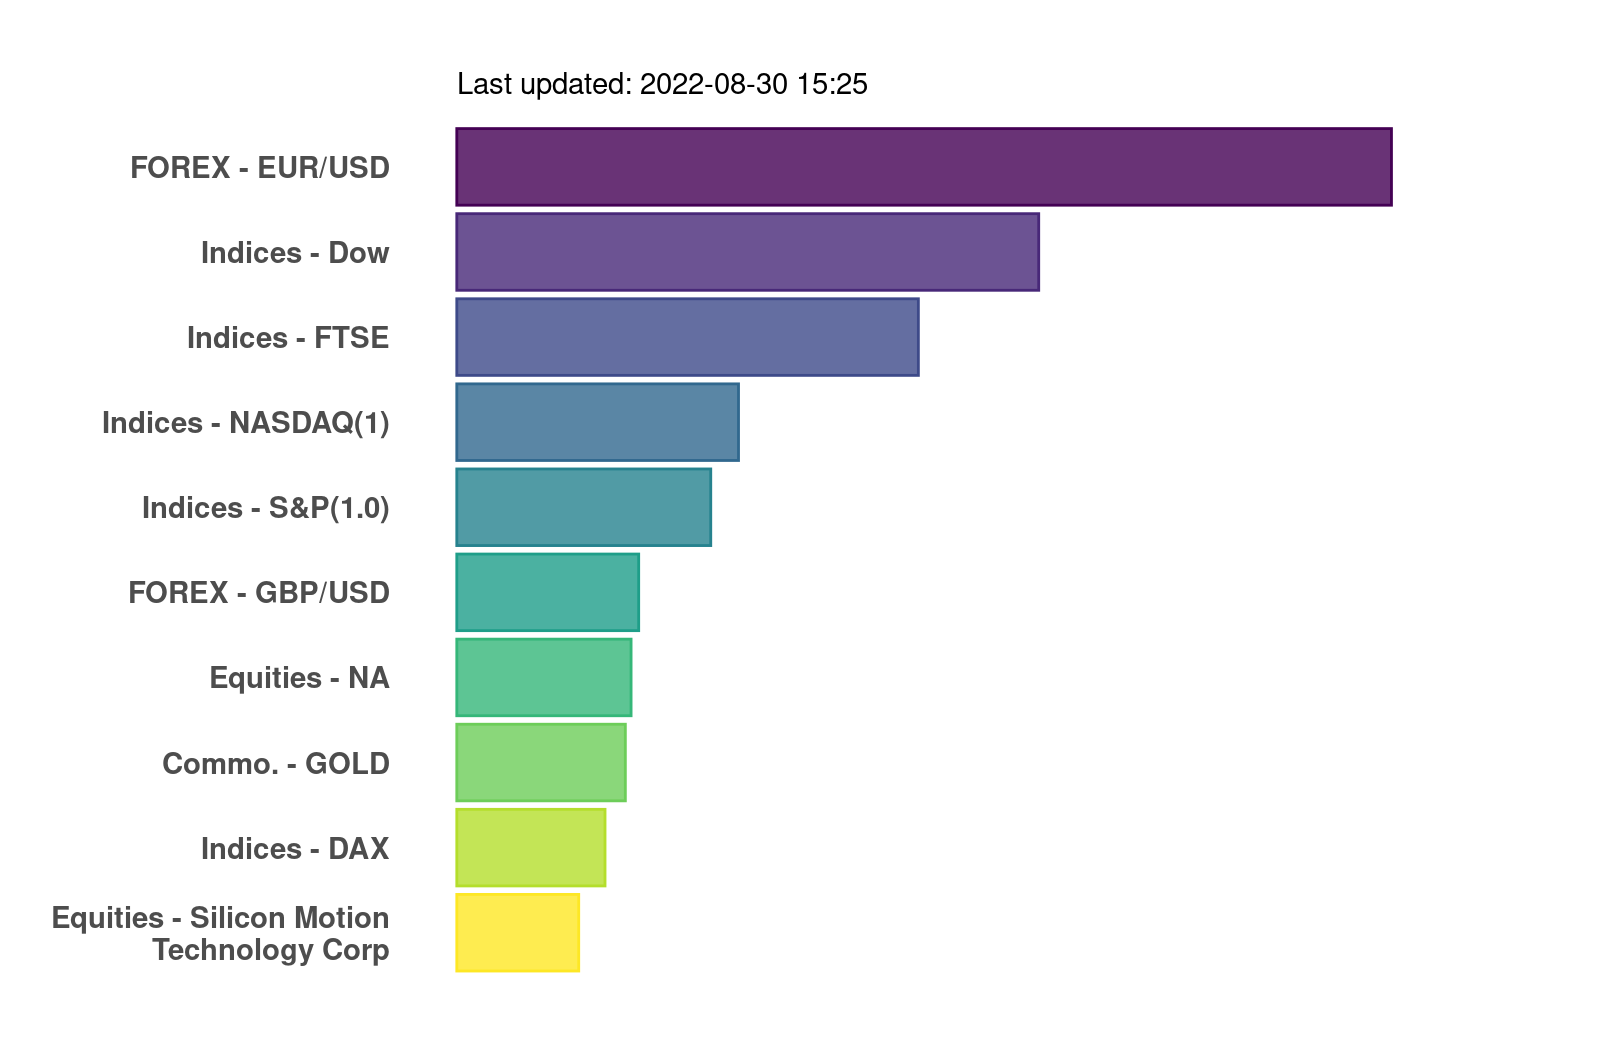 Last updated: 2022-08-30 15:25
FOREX - EUR/USD
Indices - Dow
Indices - FTSE
Indices - NASDAQ(1)
Indices - S&P(1.0)
FOREX - GBP/USD
Equities - NA
Commo. - GOLD
Indices - DAX
Equities - Silicon Motion
Technology Corp